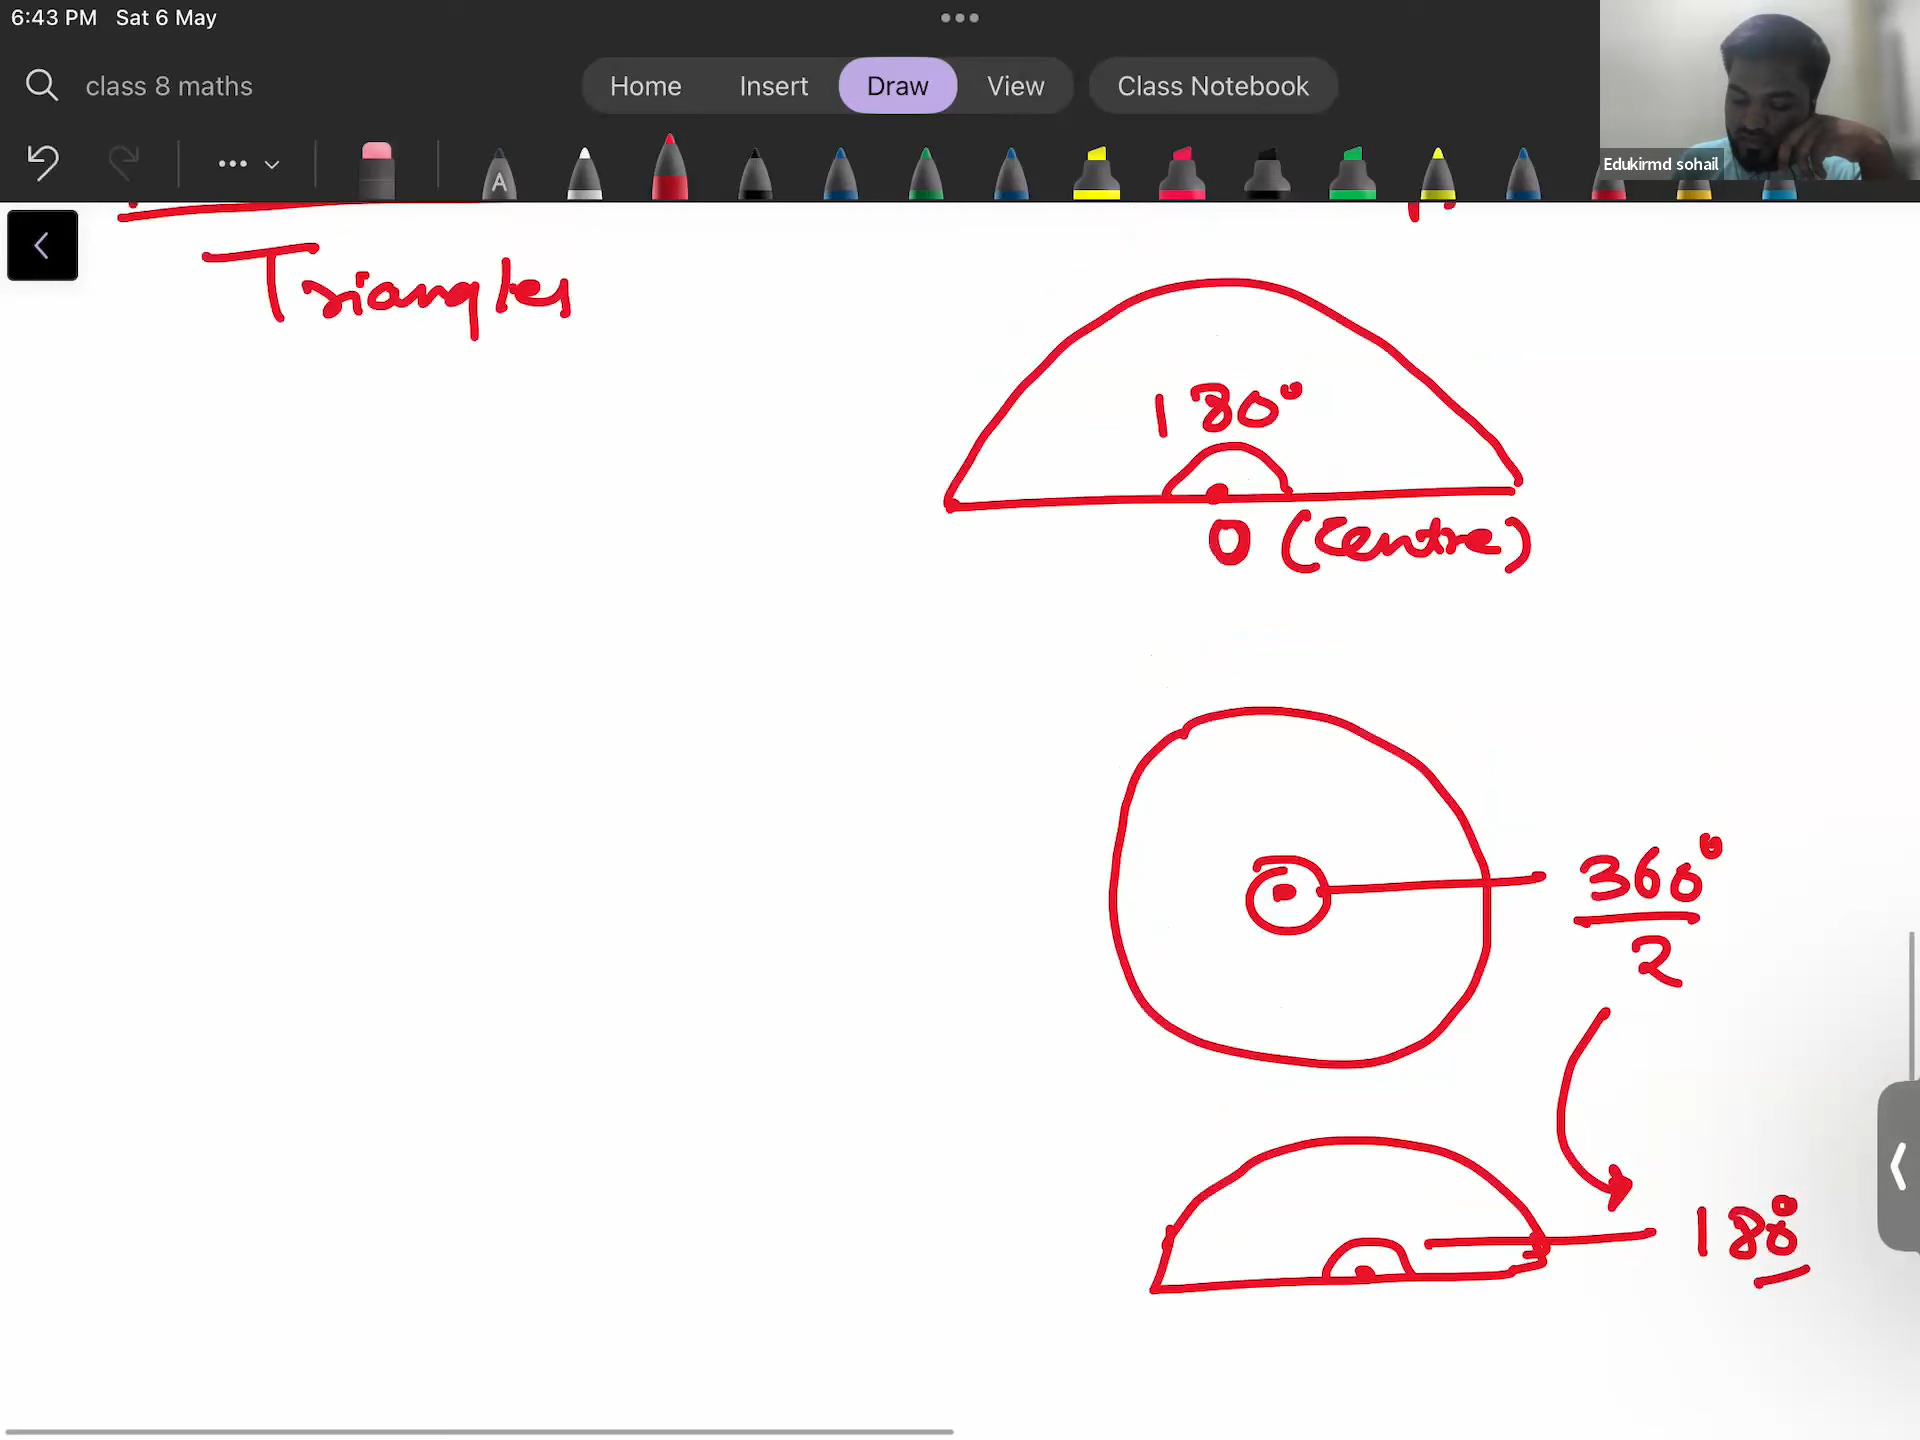 6:43 PM Sat 6 May
class 8 maths
Home Insert Draw View Class Notebook
A
Edukirmd sohail
Triangles
180°
O (Centre)
360°
2
180°